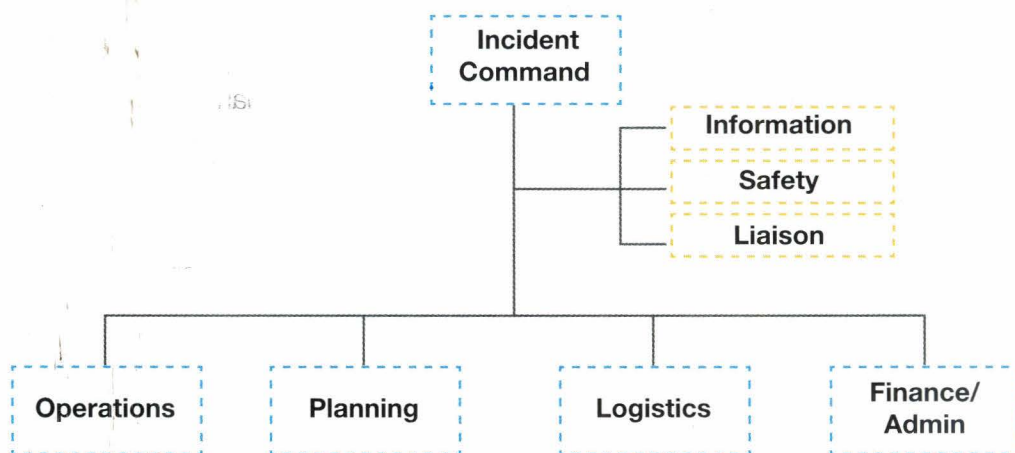 Incident
Command
Information
Safety
Liaison
Operations
Planning
Logistics
Finance/
Admin